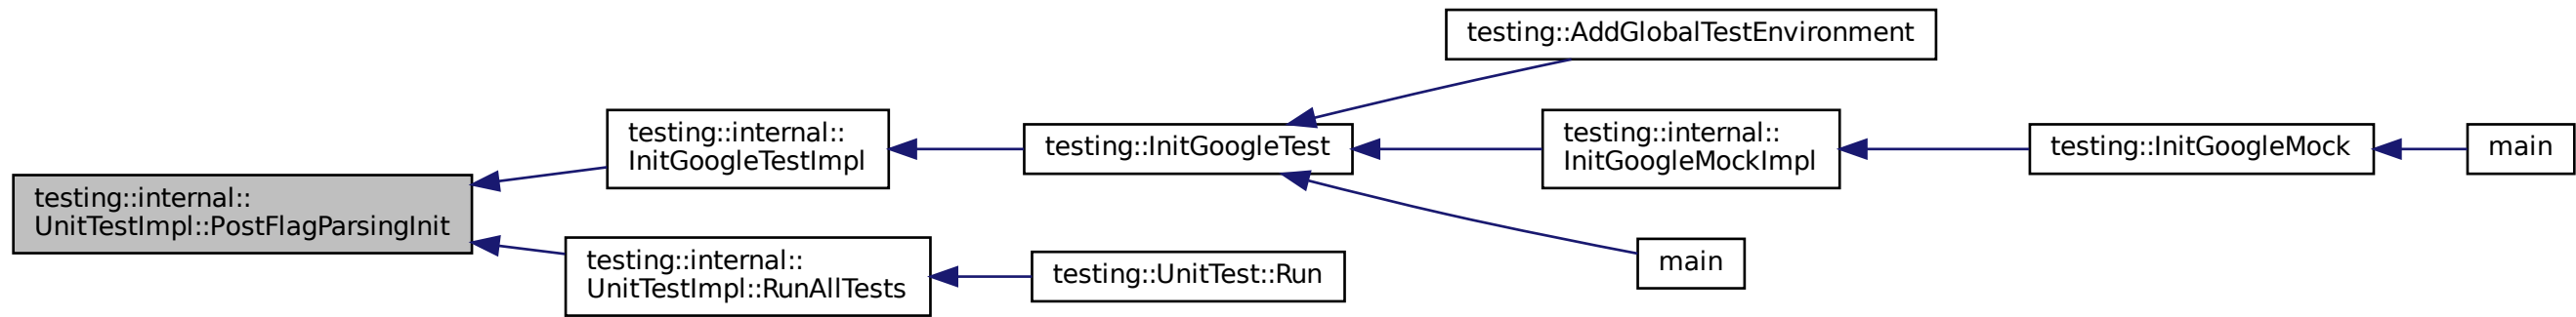 testing::internal::
UnitTestImpl::PostFlagParsingInit
testing::internal::
InitGoogleTestImpl
testing::internal::
UnitTestImpl::RunAllTests
testing::InitGoogleTest
testing::UnitTest::Run
testing::AddGlobalTestEnvironment
testing::internal::
InitGoogleMockImpl
main
testing::InitGoogleMock
main